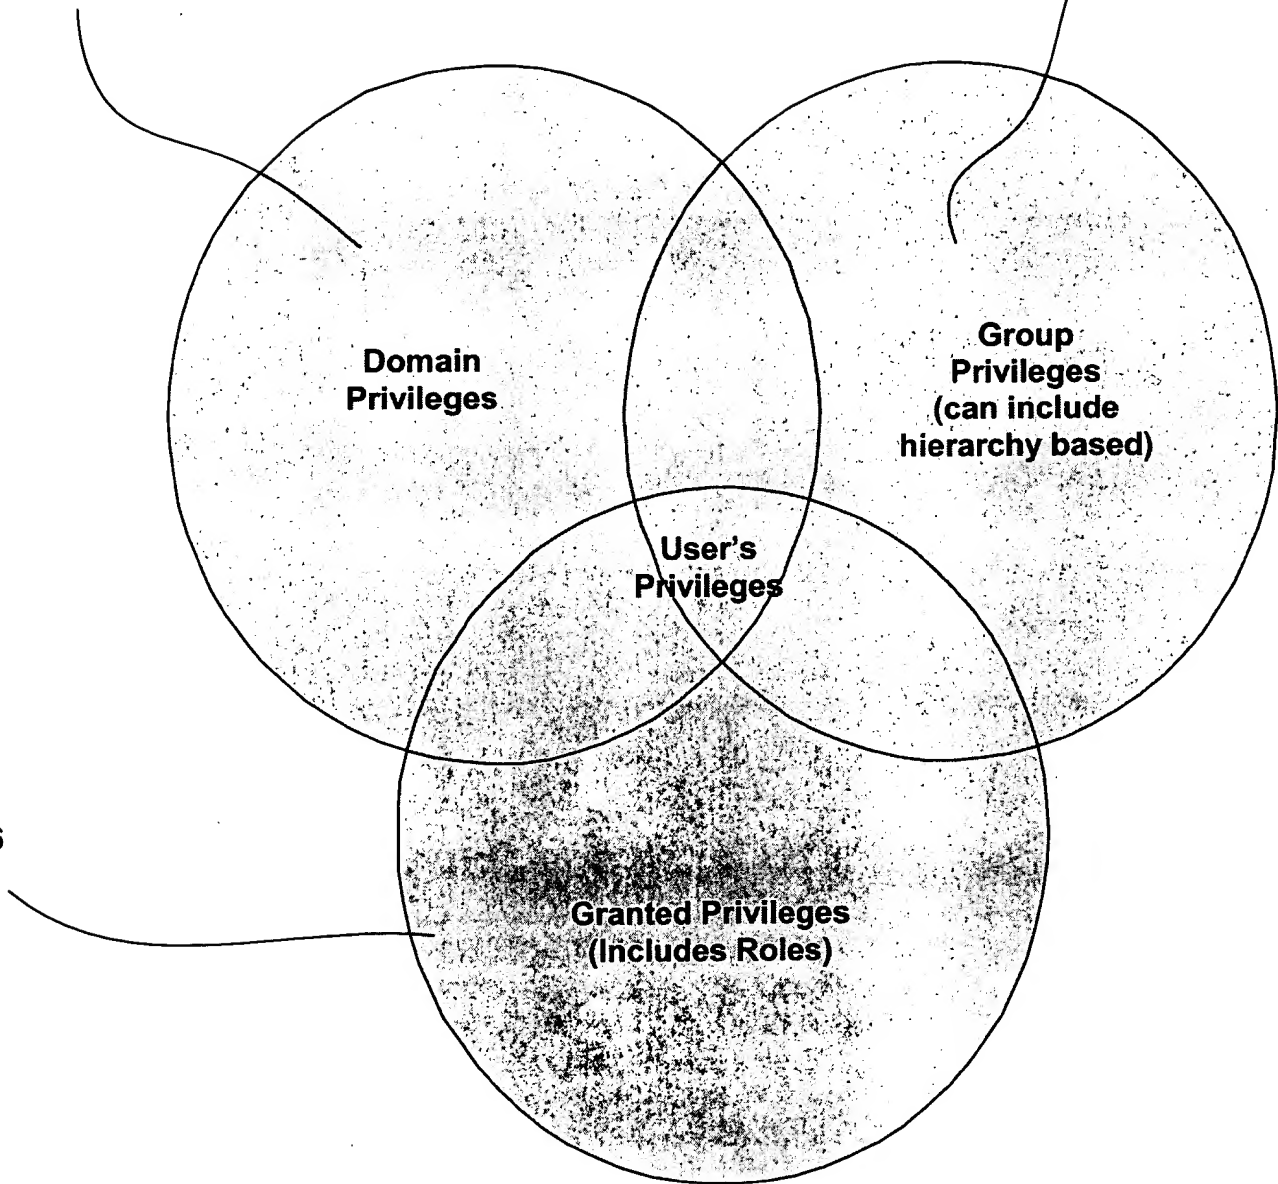 Domain
Privileges
Group
Privileges
(can include
hierarchy based)
User's
Privileges
Granted Privileges
(Includes Roles)